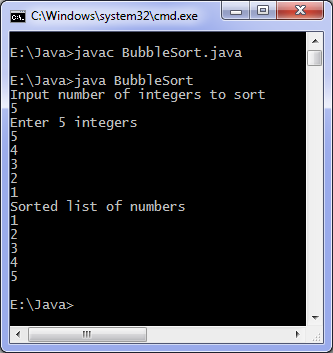 C:\Windows\system32\cmd.exe
E:\Java>javac BubbleSort.java
E:\Java>java BubbleSort
Input number of integers to sort
5
Enter 5 integers
5
4
3
2
1
Sorted list of numbers
1
2
3
4
5
E:\Java>